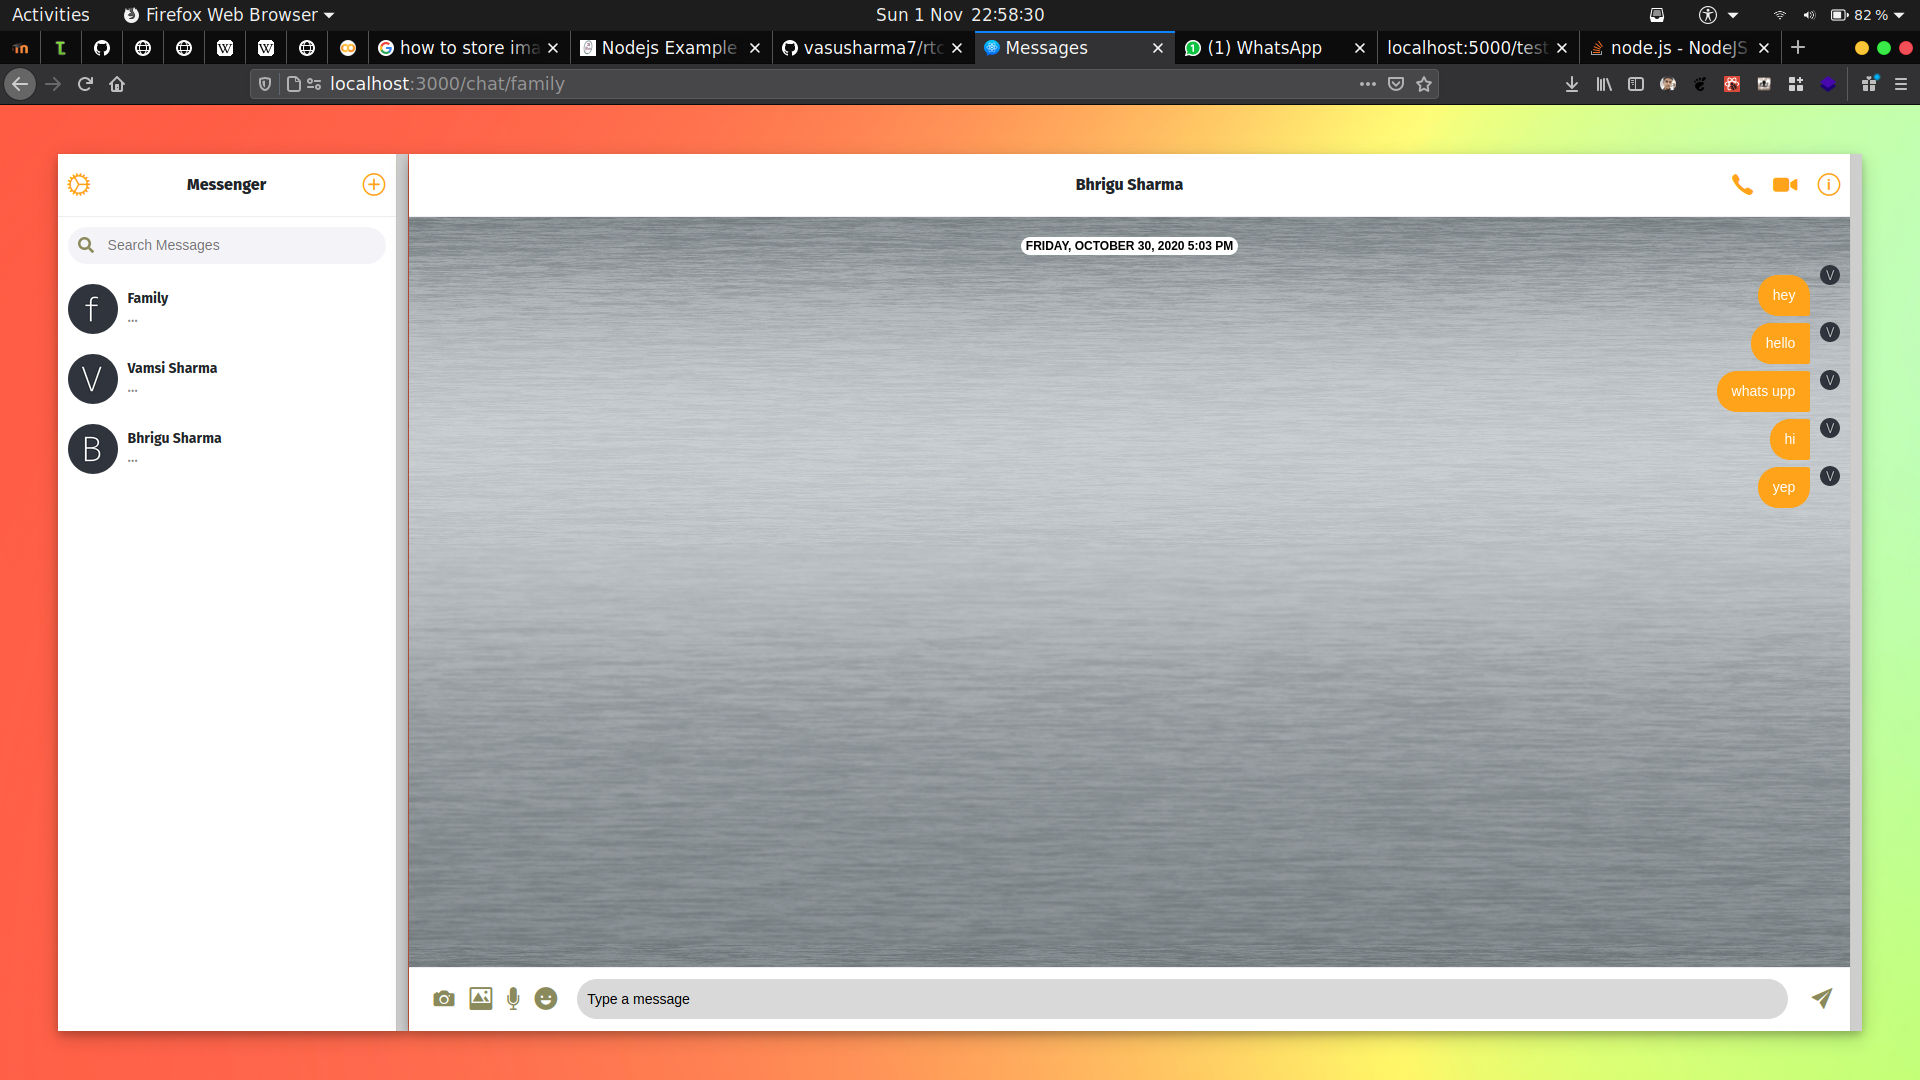 Activities Firefox Web Browser Sun 1 Nov 22:58:30 82 %
how to store ima Nodejs Example vasusharma7/rtc Messages (1) WhatsApp localhost:5000/test node.js - NodeJS
localhost:3000/chat/family
Messenger
Bhrigu Sharma
Search Messages
Family
...
Vamsi Sharma
...
Bhrigu Sharma
...
f
V
B
FRIDAY, OCTOBER 30, 2020 5:03 PM
V
hey
V
hello
V
whats upp
V
hi
V
yep
Type a message